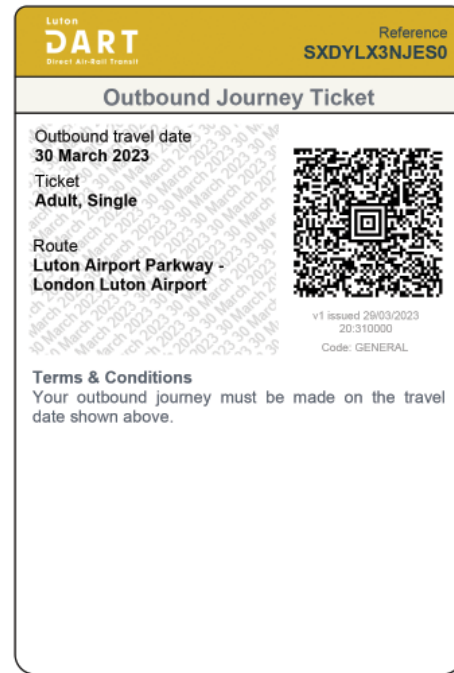 Luton
DART
Direct Air-Rail Transit
Reference
SXDYLX3NJES0
Outbound Journey Ticket
Outbound travel date
30 March 2023
Ticket
Adult, Single
Route
Luton Airport Parkway -
London Luton Airport
v1 issued 29/03/2023
20:310000
Code: GENERAL
Terms & Conditions
Your outbound journey must be made on the travel
date shown above.